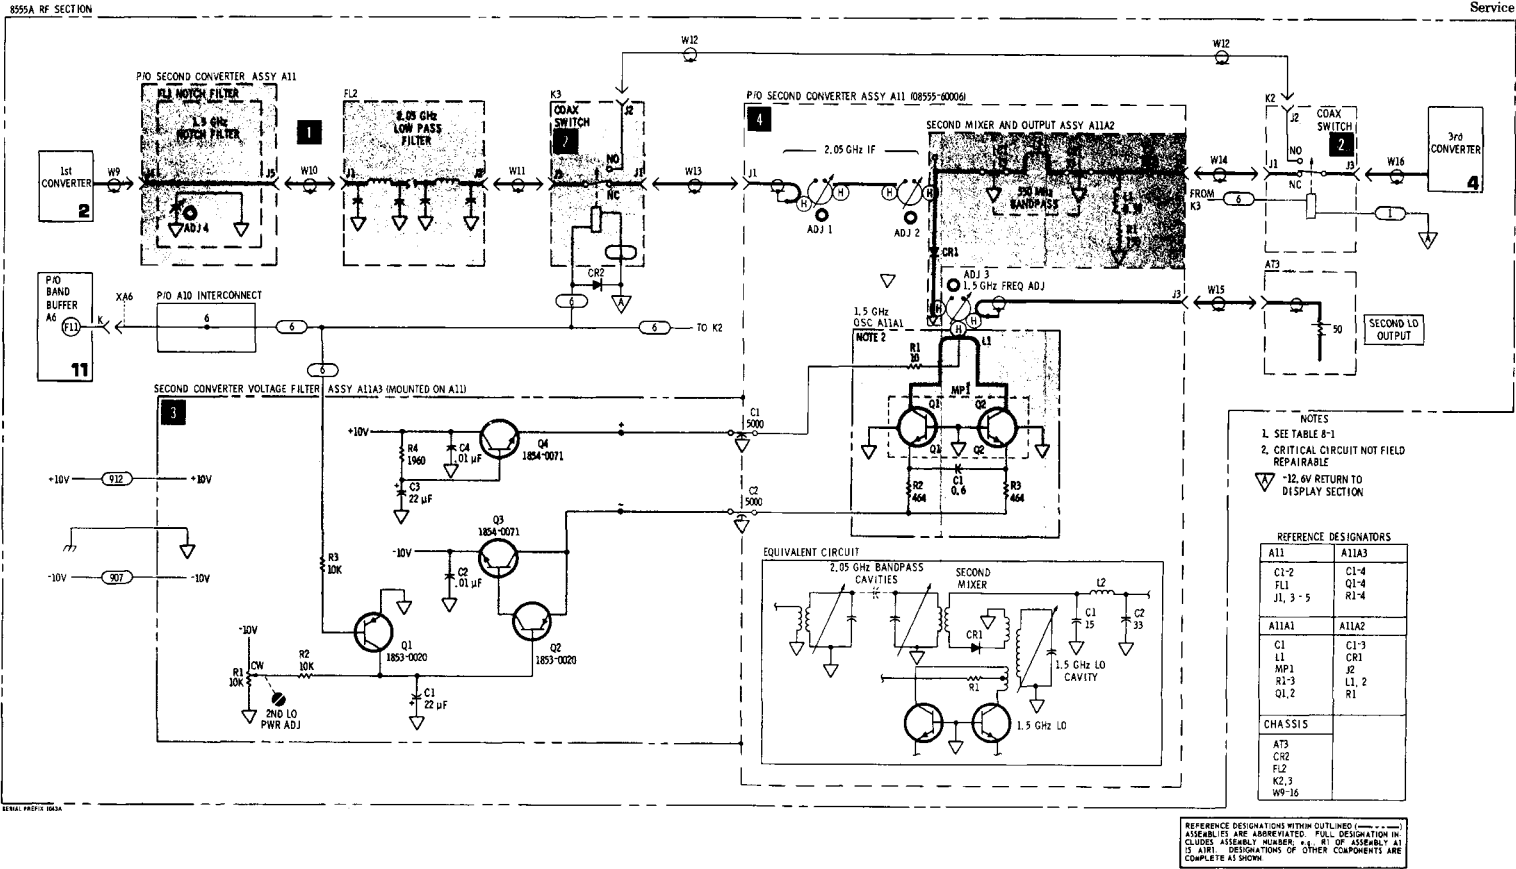 8555A RF SECTION
Service
W12
W12
P/O SECOND CONVERTER ASSY A11
FL1 NOTCH FILTER
1.5 GHz
NOTCH FILTER
J5
ADJ 4
1st
CONVERTER
2
W9
1
W10
FL2
2.05 GHz
LOW PASS
FILTER
J1
W11
K3
COAX
SWITCH
2
J2
NO
NC
J1
W13
CR2
6
A
P/O SECOND CONVERTER ASSY A11 (08555-60006)
4
2.05 GHz IF
J1
H
H
H
H
ADJ 1
ADJ 2
SECOND MIXER AND OUTPUT ASSY A11A2
550 MHz
BANDPASS
L1
R1
CR1
W14
FROM
K3
6
K2
J2
COAX
SWITCH
2
NO
NC
J1
J3
W16
1
A
3rd
CONVERTER
4
P/O
BAND
BUFFER
A6
F11
11
K
XA6
P/O A10 INTERCONNECT
6
6
6
TO K2
6
ADJ 3
1.5 GHz FREQ ADJ
H
H
H
J3
W15
AT3
50
SECOND LO
OUTPUT
1.5 GHz
OSC A11A1
NOTE 2
R1
10
L1
MP1
Q1
Q2
Q1
Q2
C1
0.6
R2
464
R3
464
SECOND CONVERTER VOLTAGE FILTER ASSY A11A3 (MOUNTED ON A11)
3
+10V
R4
1960
C4
.01 µF
Q4
1854-0071
C3
22 µF
+
C1
5000
+10V
912
+10V
-10V
907
-10V
Q3
1854-0071
-10V
C2
.01 µF
-
C2
5000
R3
10K
Q1
1853-0020
Q2
1853-0020
-10V
R1
10K
CW
R2
10K
2ND LO
PWR ADJ
C1
22 µF
EQUIVALENT CIRCUIT
2.05 GHz BANDPASS
CAVITIES
SECOND
MIXER
CR1
C1
15
L2
C2
33
1.5 GHz LO
CAVITY
R1
1.5 GHz LO
NOTES
1. SEE TABLE 8-1
2. CRITICAL CIRCUIT NOT FIELD
REPAIRABLE
A -12.6V RETURN TO
DISPLAY SECTION
REFERENCE DESIGNATORS
A11 A11A3
C1-2 C1-4
FL1 Q1-4
J1, 3 - 5 R1-4
A11A1 A11A2
C1 C1-3
L1 CR1
MP1 J2
R1-3 L1, 2
Q1,2 R1
CHASSIS
AT3
CR2
FL2
K2,3
W9-16
SERIAL PREFIX 1043A
REFERENCE DESIGNATIONS WITHIN OUTLINED (— - - —)
ASSEMBLIES ARE ABBREVIATED. FULL DESIGNATION IN-
CLUDES ASSEMBLY NUMBER; e.g., R1 OF ASSEMBLY A1
IS A1R1. DESIGNATIONS OF OTHER COMPONENTS ARE
COMPLETE AS SHOWN.